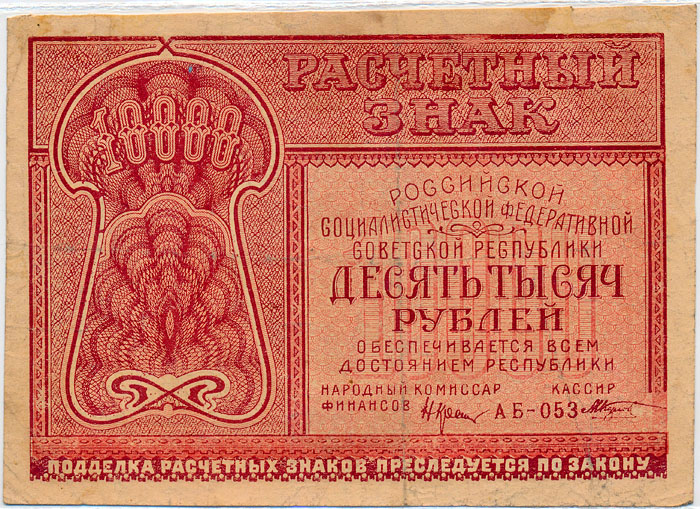 10000
РАСЧЕТНЫЙ
ЗНАК
РОССИЙСКОЙ
СОЦИАЛИСТИЧЕСКОЙ ФЕДЕРАТИВНОЙ
СОВЕТСКОЙ РЕСПУБЛИКИ
ДЕСЯТЬ ТЫСЯЧ
РУБЛЕЙ
ОБЕСПЕЧИВАЕТСЯ ВСЕМ
ДОСТОЯНИЕМ РЕСПУБЛИКИ
НАРОДНЫЙ КОМИССАР КАССИР
ФИНАНСОВ АБ-053
ПОДДЕЛКА РАСЧЕТНЫХ ЗНАКОВ ПРЕСЛЕДУЕТСЯ ПО ЗАКОНУ